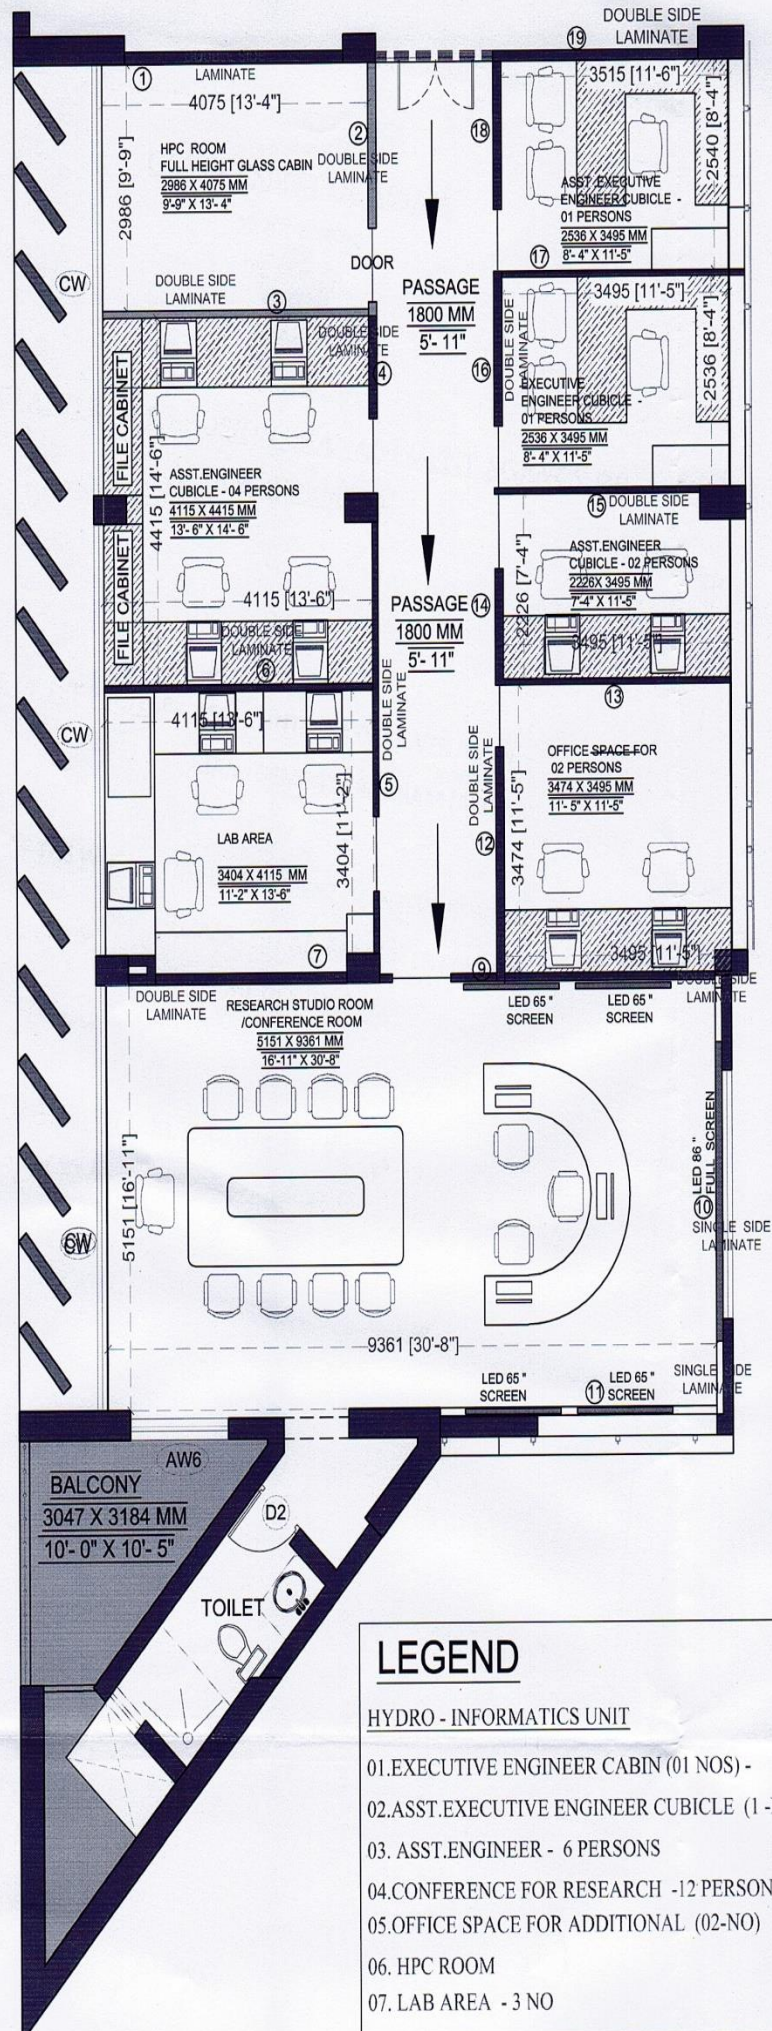 DOUBLE SIDE
LAMINATE
⑲
①
DOUBLE SIDE
LAMINATE
4075 [13'-4"]
②
DOUBLE SIDE
LAMINATE
HPC ROOM
FULL HEIGHT GLASS CABIN
2986 X 4075 MM
9'-9" X 13'- 4"
2986 [9'-9"]
⑱
3515 [11'-6"]
2540 [8'-4"]
ASST.EXECUTIVE
ENGINEER CUBICLE -
01 PERSONS
2536 X 3495 MM
8'- 4" X 11'-5"
⑰
CW
DOOR
DOUBLE SIDE
LAMINATE
③
PASSAGE
1800 MM
5'- 11"
DOUBLE SIDE
LAMINATE
④
DOUBLE SIDE
LAMINATE
⑯
3495 [11'-5"]
2536 [8'-4"]
EXECUTIVE
ENGINEER CUBICLE -
01 PERSONS
2536 X 3495 MM
8'- 4" X 11'-5"
FILE CABINET
4415 [14'-6"]
ASST.ENGINEER
CUBICLE - 04 PERSONS
4115 X 4415 MM
13'- 6" X 14'- 6"
⑮
DOUBLE SIDE
LAMINATE
FILE CABINET
4115 [13'-6"]
DOUBLE SIDE
LAMINATE
⑥
PASSAGE
1800 MM
5'- 11"
⑭
2226 [7'-4"]
ASST.ENGINEER
CUBICLE - 02 PERSONS
2226X 3495 MM
7'-4" X 11'-5"
3495 [11'-5"]
⑬
CW
4115 [13'-6"]
DOUBLE SIDE
LAMINATE
⑤
3404 [11'-2"]
LAB AREA
3404 X 4115 MM
11'-2" X 13'-6"
⑦
DOUBLE SIDE
LAMINATE
⑫
3474 [11'-5"]
OFFICE SPACE FOR
02 PERSONS
3474 X 3495 MM
11'- 5" X 11'-5"
3495 [11'-5"]
⑨
DOUBLE SIDE
LAMINATE
DOUBLE SIDE
LAMINATE
RESEARCH STUDIO ROOM
/CONFERENCE ROOM
5151 X 9361 MM
16'-11" X 30'-8"
LED 65 "
SCREEN
LED 65 "
SCREEN
5151 [16'-11"]
LED 86 "
FULL SCREEN
⑩
SINGLE SIDE
LAMINATE
CW
9361 [30'-8"]
LED 65 "
SCREEN
⑪
LED 65 "
SCREEN
SINGLE SIDE
LAMINATE
AW6
BALCONY
3047 X 3184 MM
10'- 0" X 10'- 5"
D2
TOILET
LEGEND
HYDRO - INFORMATICS UNIT
01.EXECUTIVE ENGINEER CABIN (01 NOS) -
02.ASST.EXECUTIVE ENGINEER CUBICLE (1 -
03. ASST.ENGINEER - 6 PERSONS
04.CONFERENCE FOR RESEARCH -12 PERSON
05.OFFICE SPACE FOR ADDITIONAL (02-NO)
06. HPC ROOM
07. LAB AREA - 3 NO